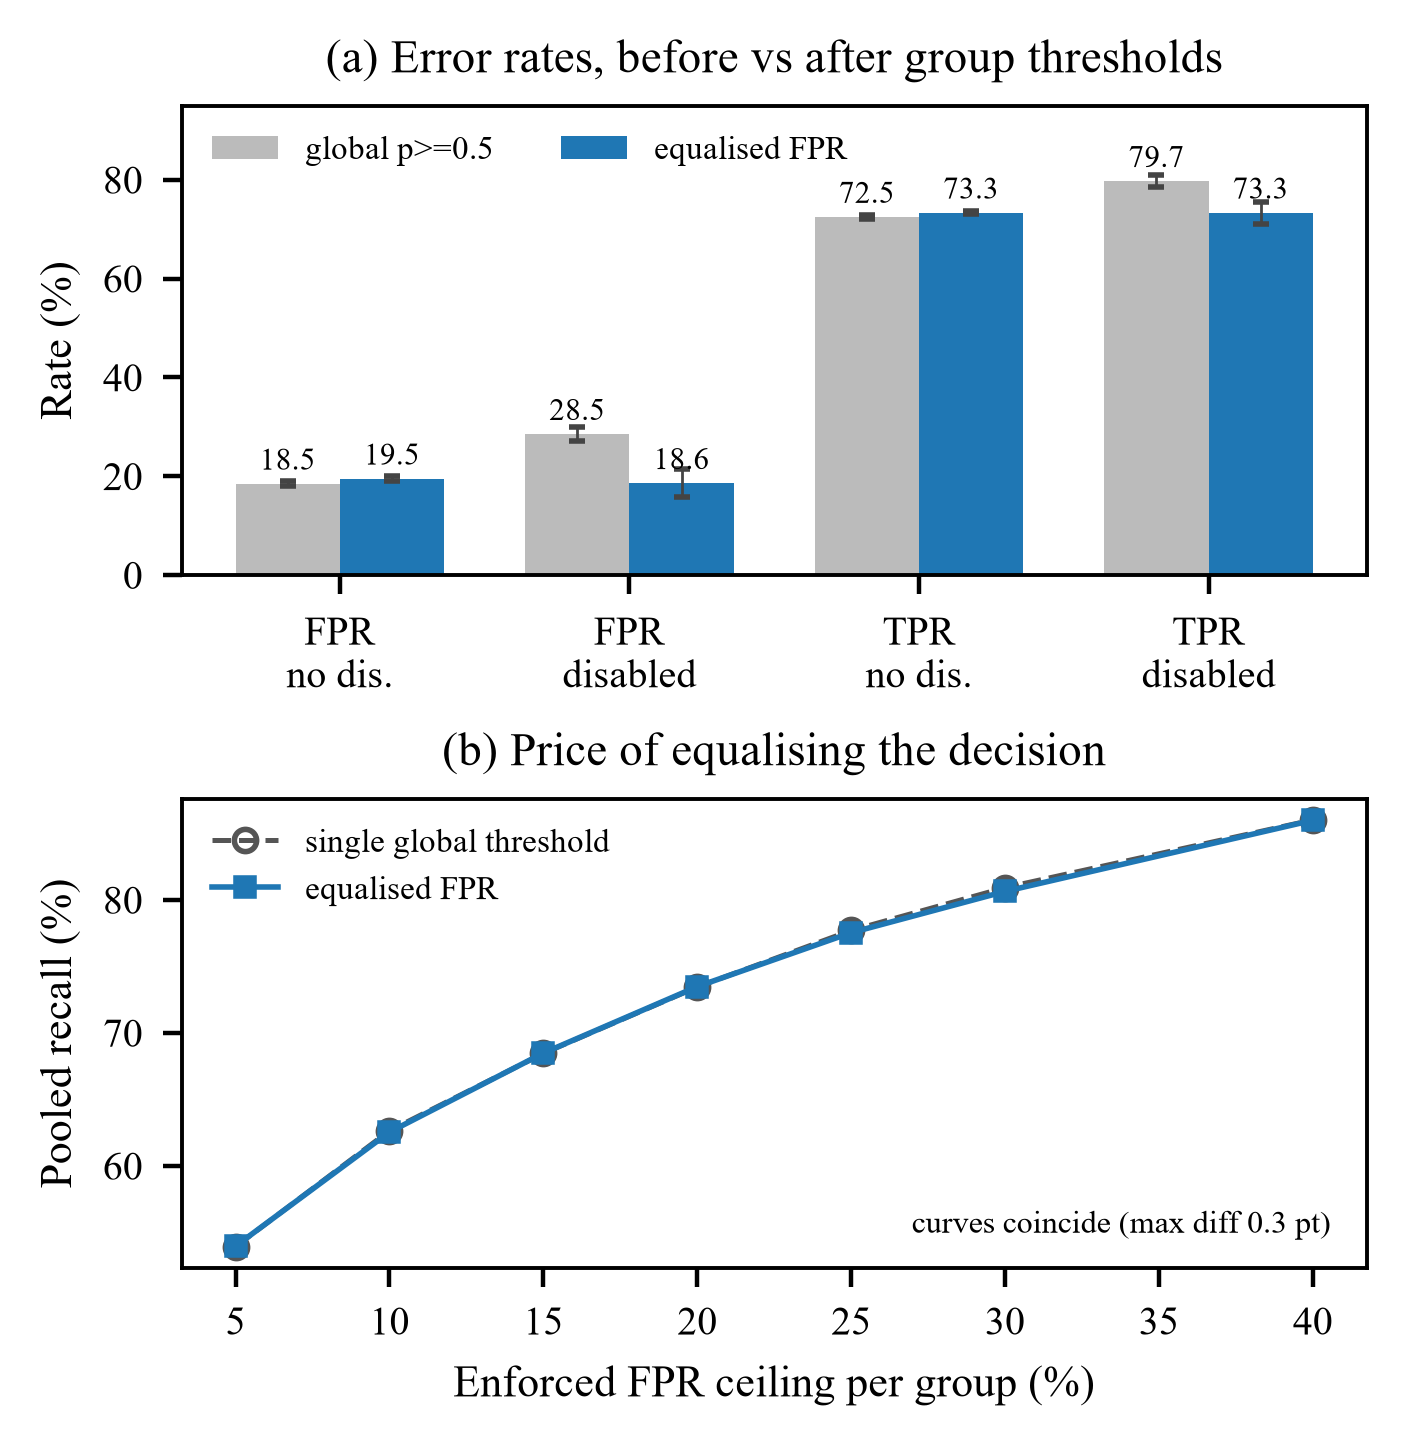 (a) Error rates, before vs after group thresholds
global p>=0.5
equalised FPR
Rate (%)
80
60
40
20
0
18.5
19.5
28.5
18.6
72.5
73.3
79.7
73.3
FPR
no dis.
FPR
disabled
TPR
no dis.
TPR
disabled
(b) Price of equalising the decision
single global threshold
equalised FPR
Pooled recall (%)
80
70
60
curves coincide (max diff 0.3 pt)
5
10
15
20
25
30
35
40
Enforced FPR ceiling per group (%)